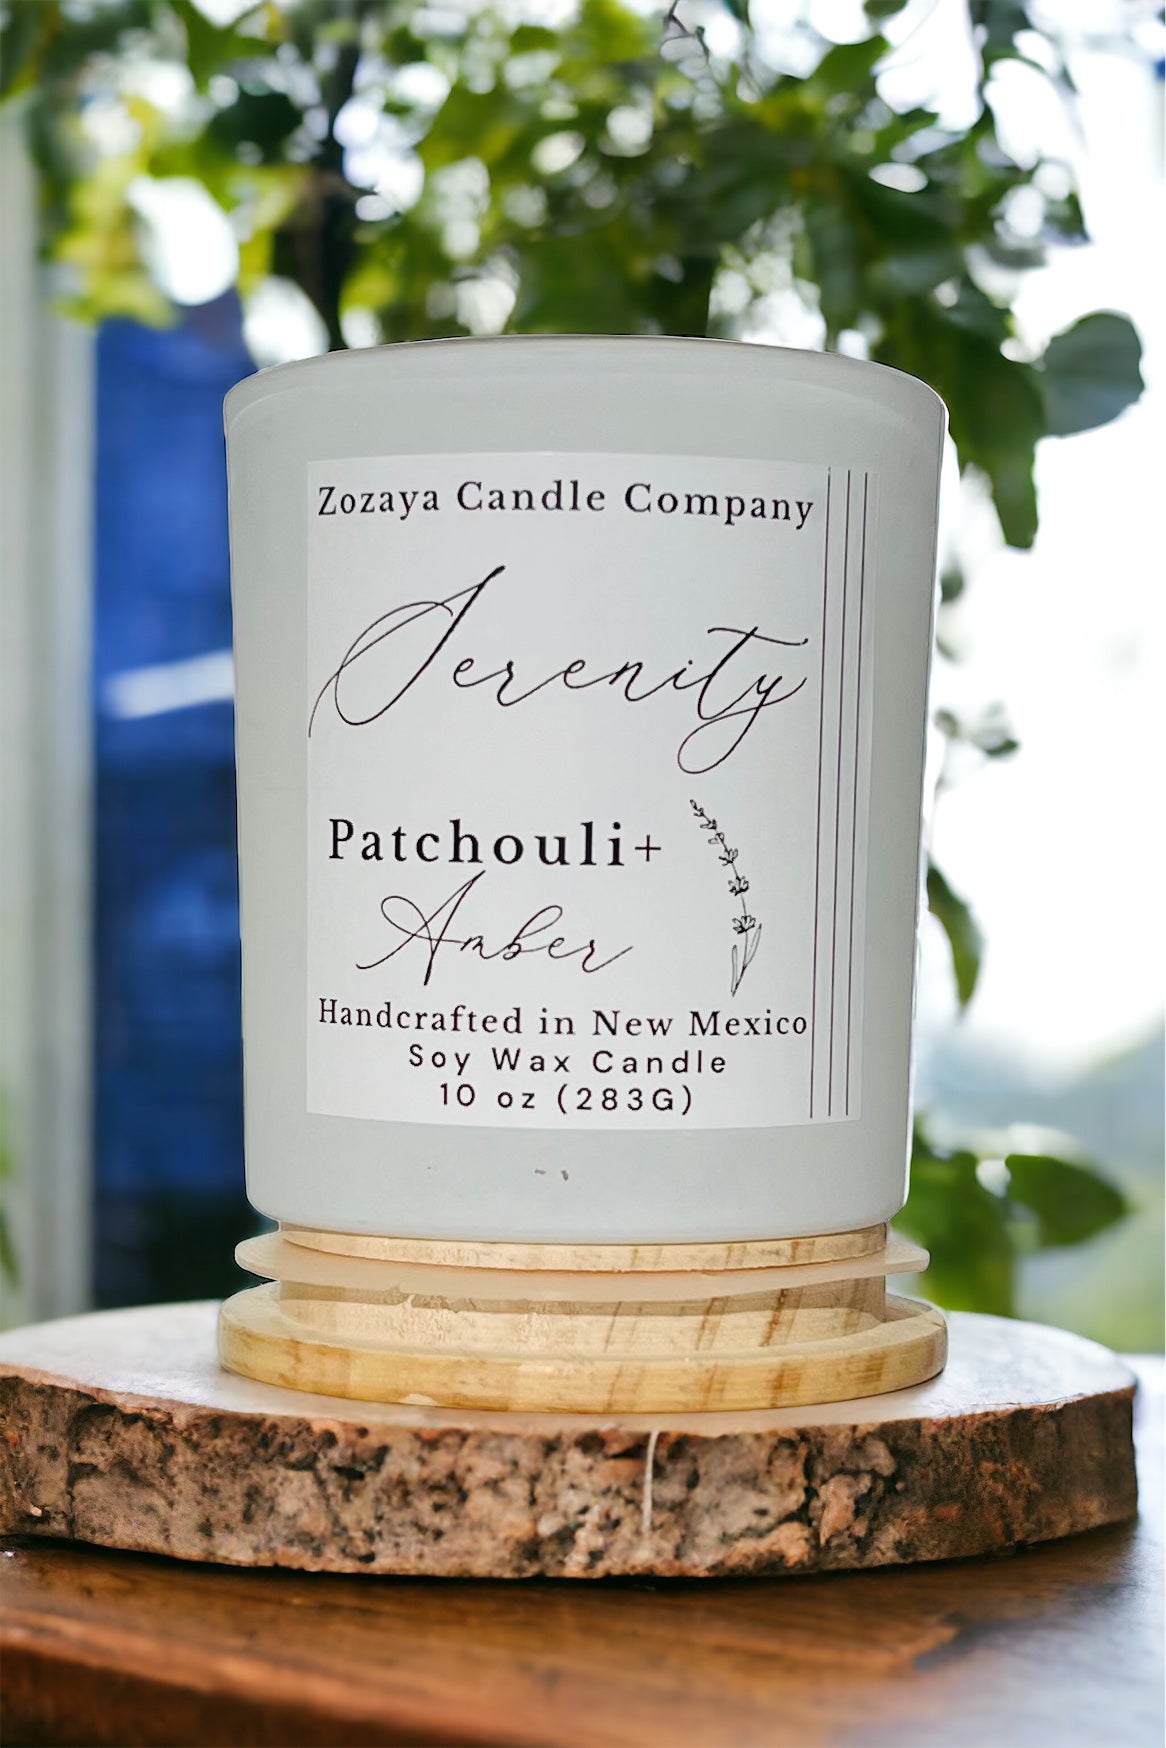 Zozaya Candle Company
Serenity
Patchouli+
Amber
Handcrafted in New Mexico
Soy Wax Candle
10 oz (283G)